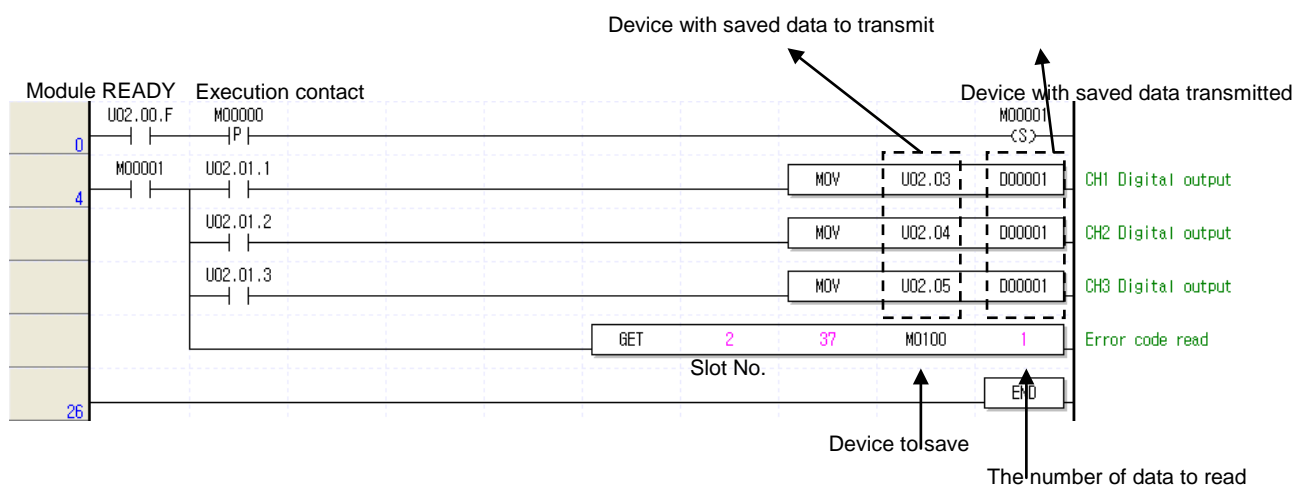 Device with saved data to transmit
Module READY Execution contact Device with saved data transmitted
U02.00.F M00000 M00001
0 P (S)
M00001 U02.01.1
4 MOV U02.03 D00001 CH1 Digital output
U02.01.2
MOV U02.04 D00001 CH2 Digital output
U02.01.3
MOV U02.05 D00001 CH3 Digital output
GET 2 37 M0100 1 Error code read
Slot No.
26 END
Device to save
The number of data to read